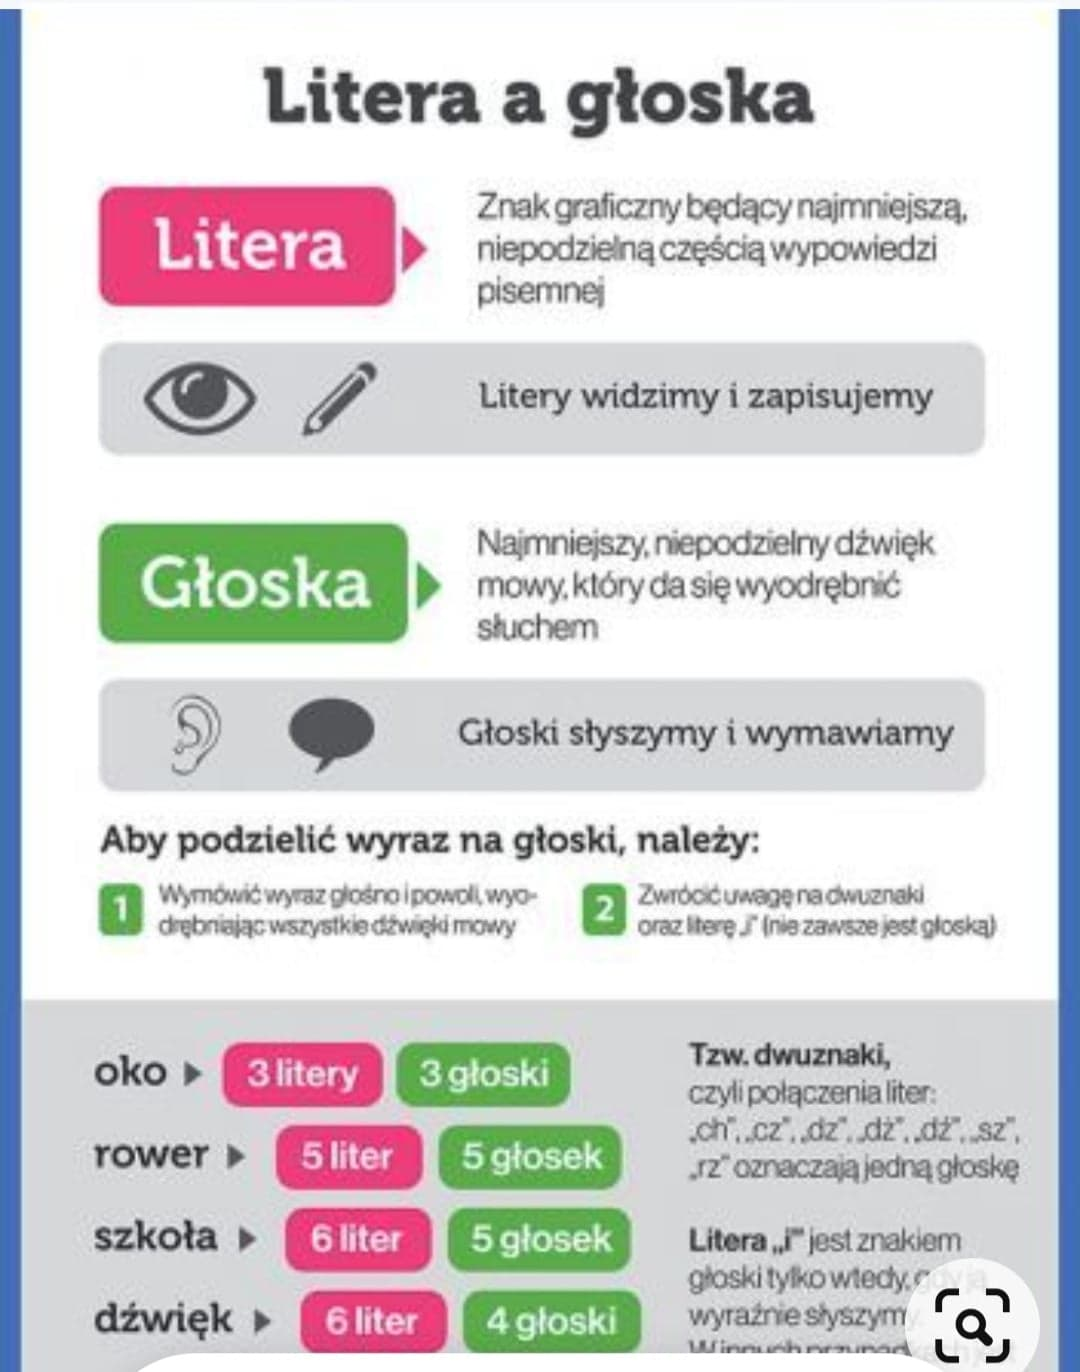 Litera a głoska
Litera
Znak graficzny będący najmniejszą,
niepodzielną częścią wypowiedzi
pisemnej
Litery widzimy i zapisujemy
Głoska
Najmniejszy, niepodzielny dźwięk
mowy, który da się wyodrębnić
słuchem
Głoski słyszymy i wymawiamy
Aby podzielić wyraz na głoski, należy:
1 Wymówić wyraz głośno i powoli, wyo-
drębniając wszystkie dźwięki mowy
2 Zwrócić uwagę na dwuznaki
oraz literę „i” (nie zawsze jest głoską)
oko 3 litery 3 głoski
rower 5 liter 5 głosek
szkoła 6 liter 5 głosek
dźwięk 6 liter 4 głoski
Tzw. dwuznaki,
czyli połączenia liter:
„ch”, „cz”, „dz”, „dż”, „dź”, „sz”,
„rz” oznaczają jedną głoskę
Litera „i” jest znakiem
głoski tylko wtedy, gdy ją
wyraźnie słyszymy
W innych